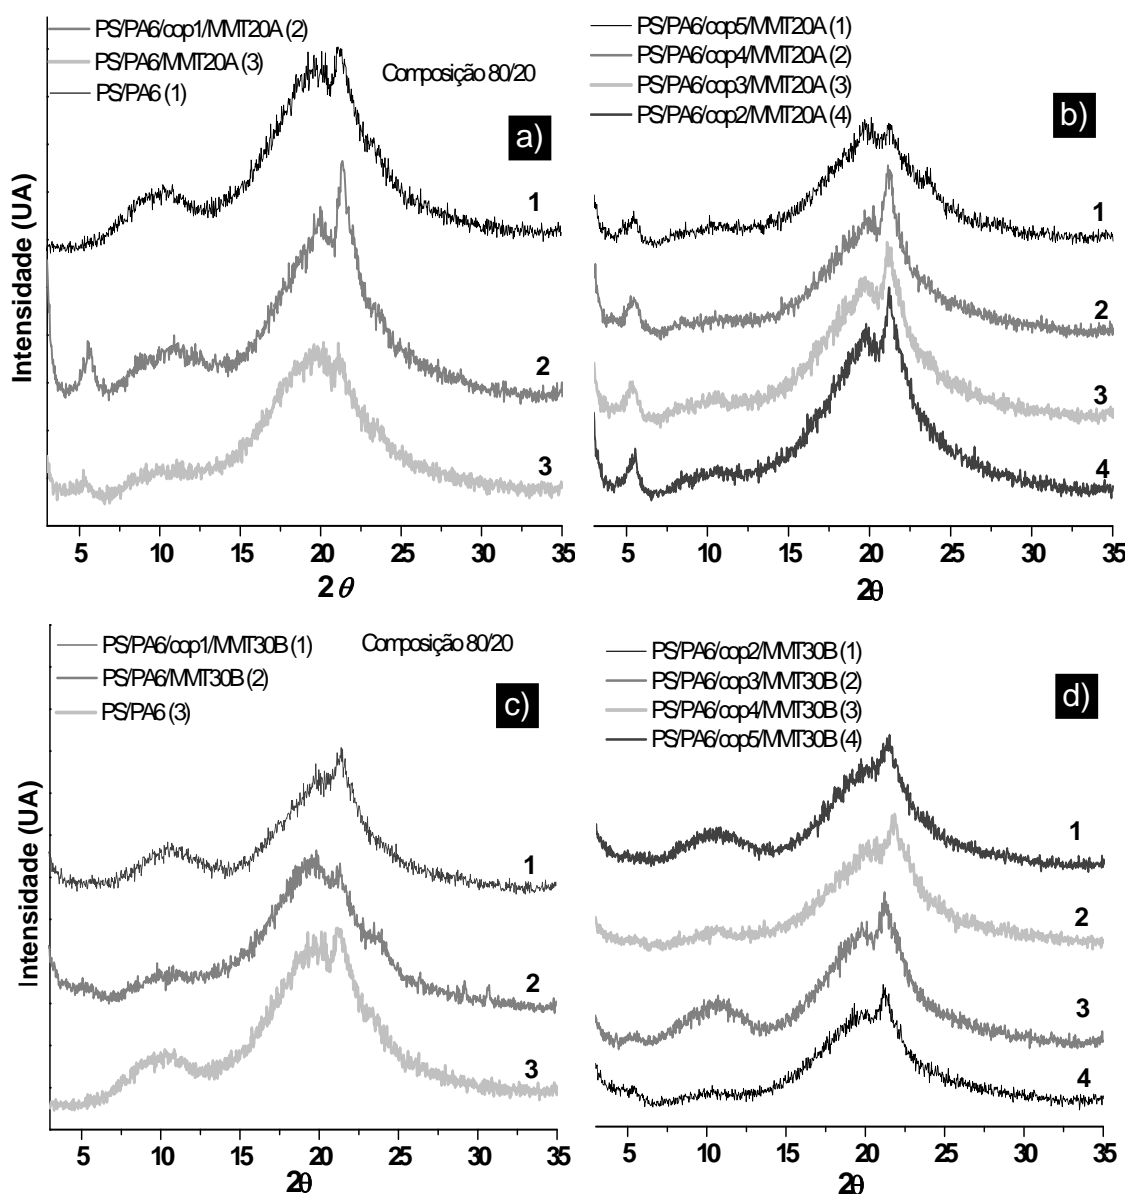 PS/PA6/cop1/MMT20A (2)
PS/PA6/MMT20A (3)
PS/PA6 (1)
Composição 80/20
a)
1
2
3
Intensidade (UA)
5 10 15 20 25 30 35
2 θ
PS/PA6/cop5/MMT20A (1)
PS/PA6/cop4/MMT20A (2)
PS/PA6/cop3/MMT20A (3)
PS/PA6/cop2/MMT20A (4)
b)
1
2
3
4
5 10 15 20 25 30 35
2θ
PS/PA6/cop1/MMT30B (1)
PS/PA6/MMT30B (2)
PS/PA6 (3)
Composição 80/20
c)
1
2
3
Intensidade (UA)
5 10 15 20 25 30 35
2θ
PS/PA6/cop2/MMT30B (1)
PS/PA6/cop3/MMT30B (2)
PS/PA6/cop4/MMT30B (3)
PS/PA6/cop5/MMT30B (4)
d)
1
2
3
4
5 10 15 20 25 30 35
2θ